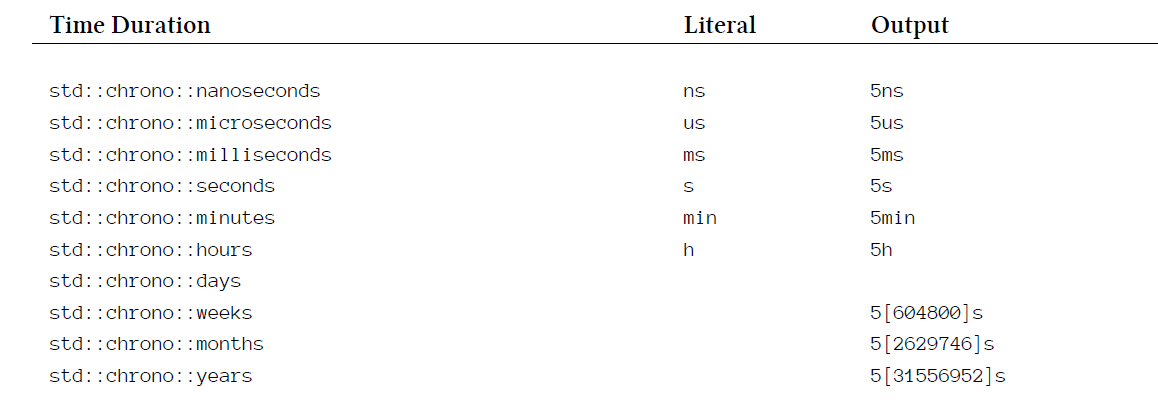 Time Duration Literal Output
std::chrono::nanoseconds ns 5ns
std::chrono::microseconds us 5us
std::chrono::milliseconds ms 5ms
std::chrono::seconds s 5s
std::chrono::minutes min 5min
std::chrono::hours h 5h
std::chrono::days
std::chrono::weeks 5[604800]s
std::chrono::months 5[2629746]s
std::chrono::years 5[31556952]s